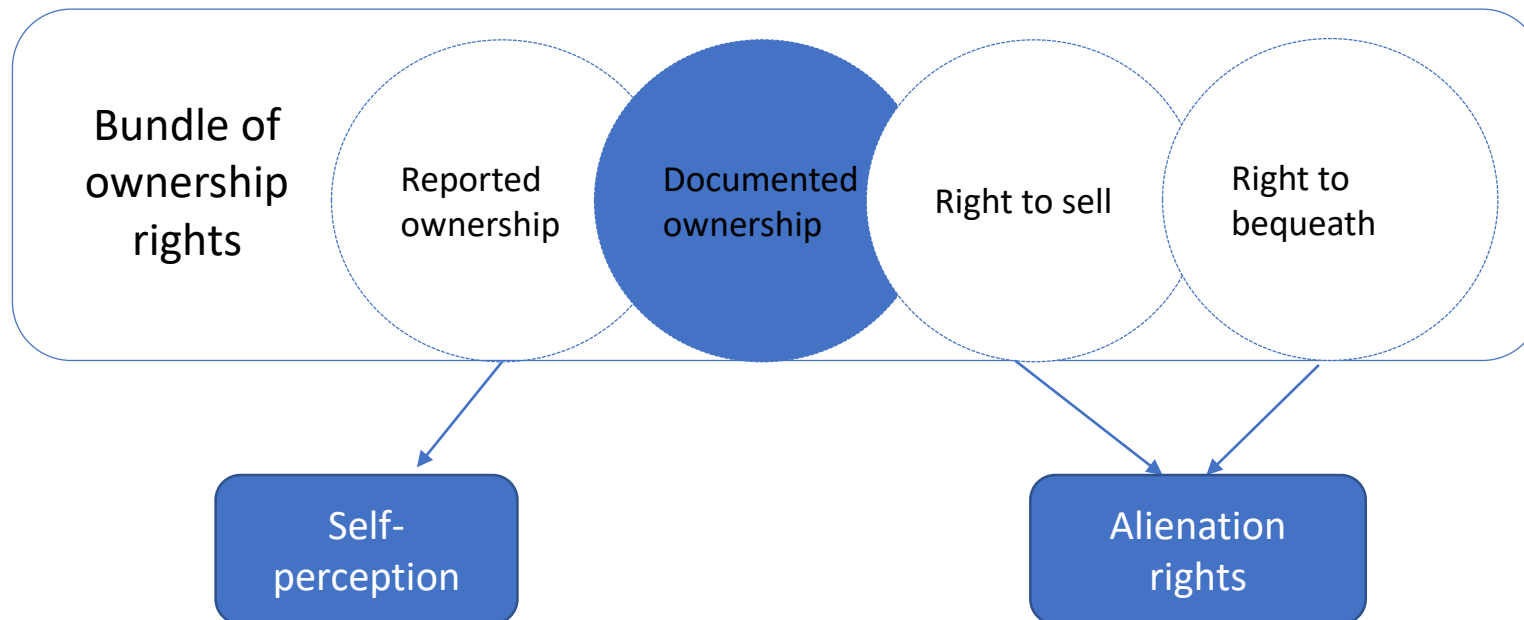 Bundle of
ownership
rights
Reported
ownership
Documented
ownership
Right to sell
Right to
bequeath
Self-
perception
Alienation
rights